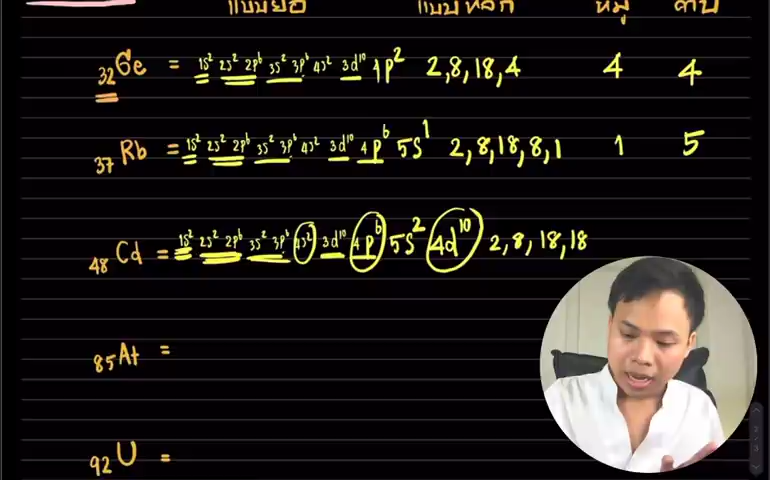 แบบย่อย แบบหลัก หมู่ คาบ
₃₂Ge = 1s² 2s² 2p⁶ 3s² 3p⁶ 4s² 3d¹⁰ 4p² 2,8,18,4 4 4
₃₇Rb = 1s² 2s² 2p⁶ 3s² 3p⁶ 4s² 3d¹⁰ 4p⁶ 5s¹ 2,8,18,8,1 1 5
₄₈Cd = 1s² 2s² 2p⁶ 3s² 3p⁶ 4s² 3d¹⁰ 4p⁶ 5s² 4d¹⁰ 2,8,18,18
₈₅At =
₉₂U =